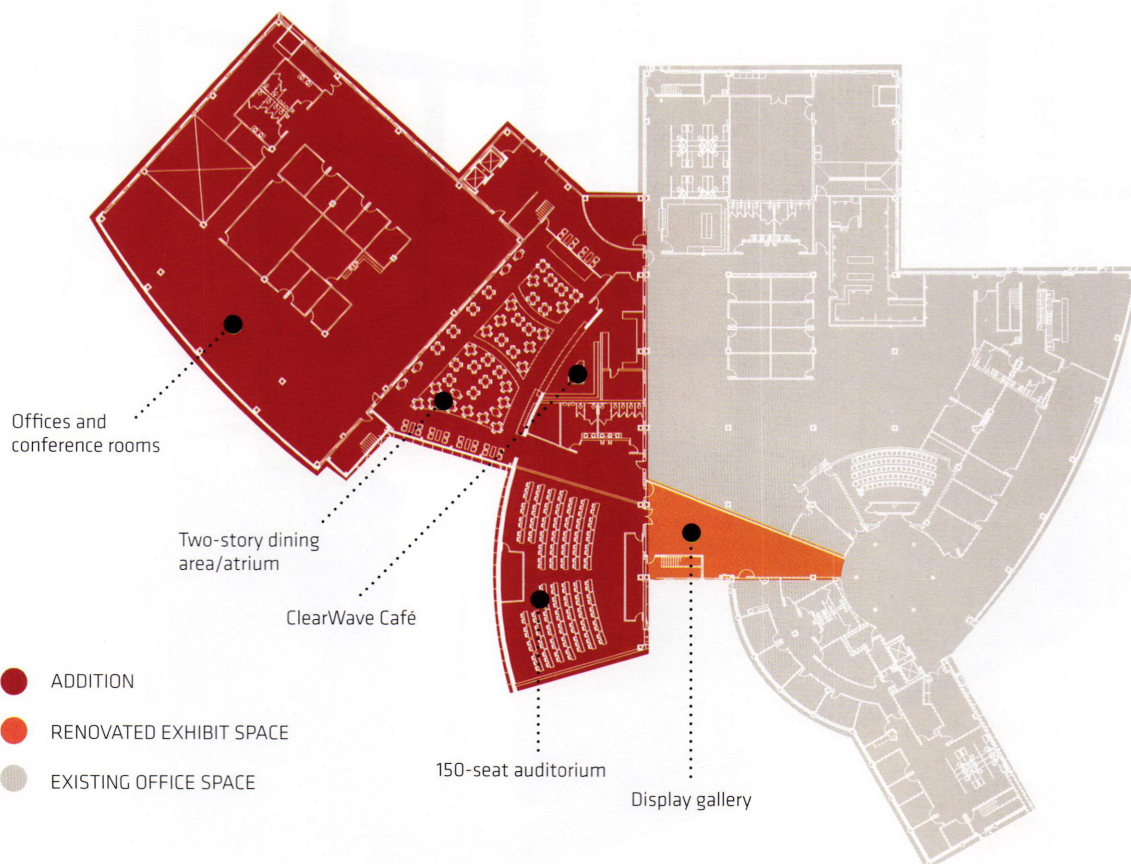 Offices and
conference rooms
Two-story dining
area/atrium
ClearWave Café
ADDITION
RENOVATED EXHIBIT SPACE
EXISTING OFFICE SPACE
150-seat auditorium
Display gallery